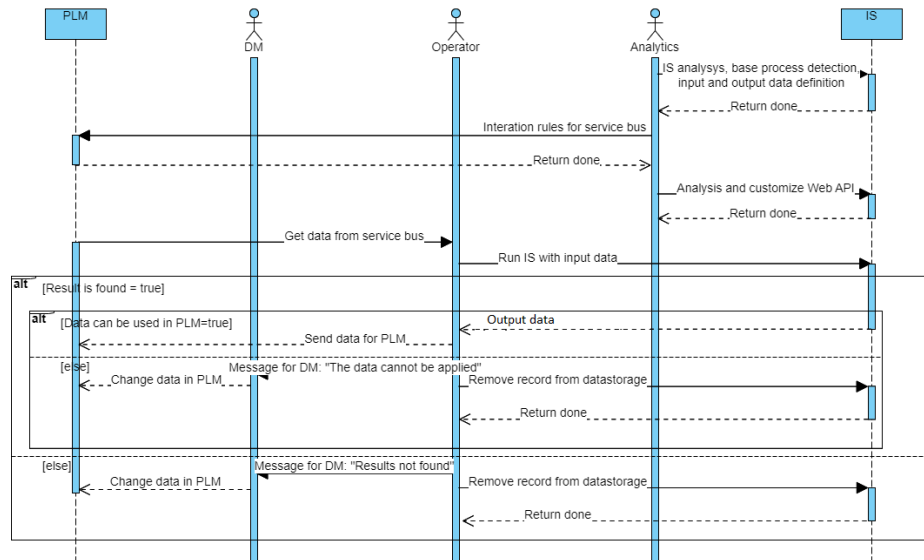 PLM
DM
Operator
Analytics
IS
IS analysys, base process detection,
input and output data definition
Return done
Interation rules for service bus
Return done
Analysis and customize Web API
Return done
Get data from service bus
Run IS with input data
alt
[Result is found = true]
alt
[Data can be used in PLM=true]
Output data
Send data for PLM
[else]
Message for DM: "The data cannot be applied"
Change data in PLM
Remove record from datastorage
Return done
[else]
Message for DM: "Results not found"
Change data in PLM
Remove record from datastorage
Return done